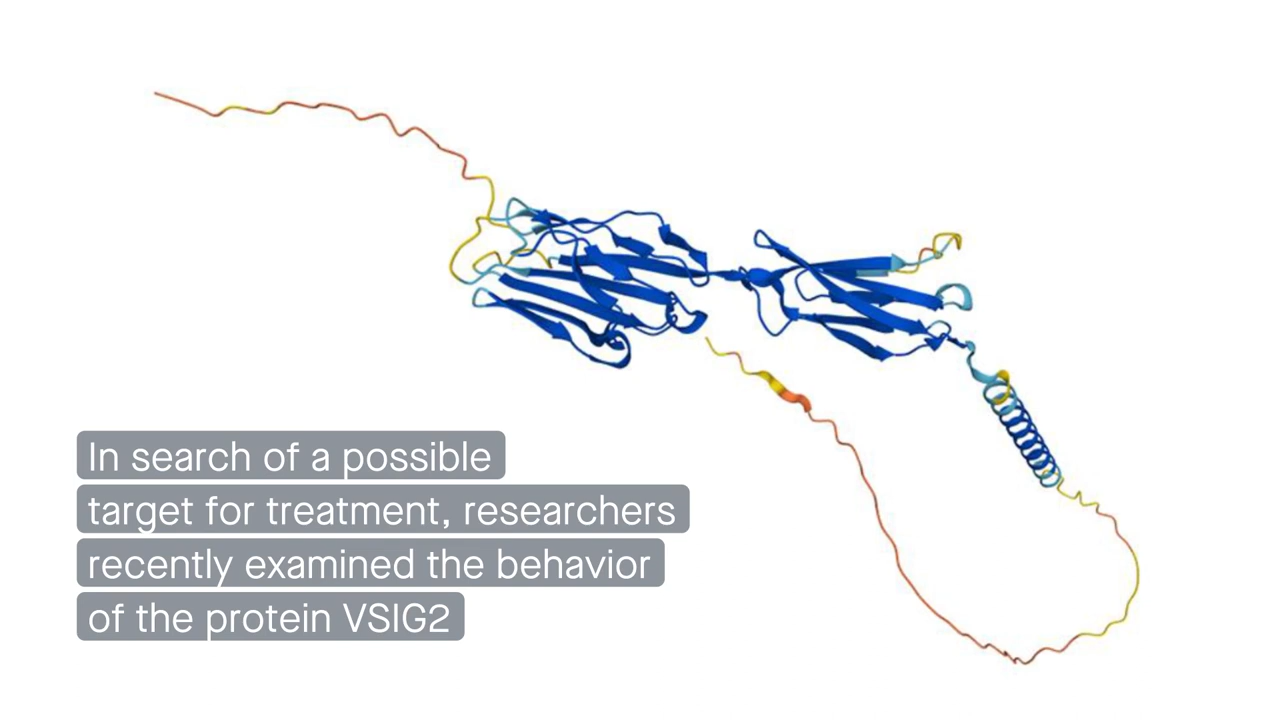 In search of a possible
target for treatment, researchers
recently examined the behavior
of the protein VSIG2